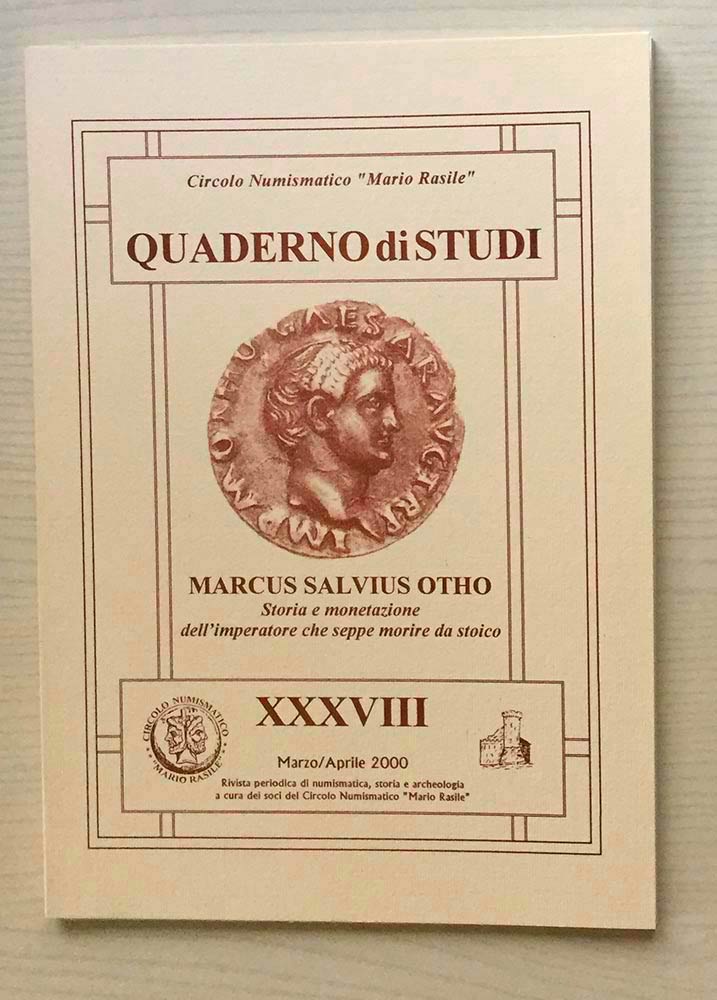 Circolo Numismatico "Mario Rasile"
QUADERNO di STUDI
IMP M OTHO CAESAR AVG TR P
MARCUS SALVIUS OTHO
Storia e monetazione
dell'imperatore che seppe morire da stoico
XXXVIII
CIRCOLO NUMISMATICO
"MARIO RASILE"
Marzo/Aprile 2000
Rivista periodica di numismatica, storia e archeologia
a cura dei soci del Circolo Numismatico "Mario Rasile"